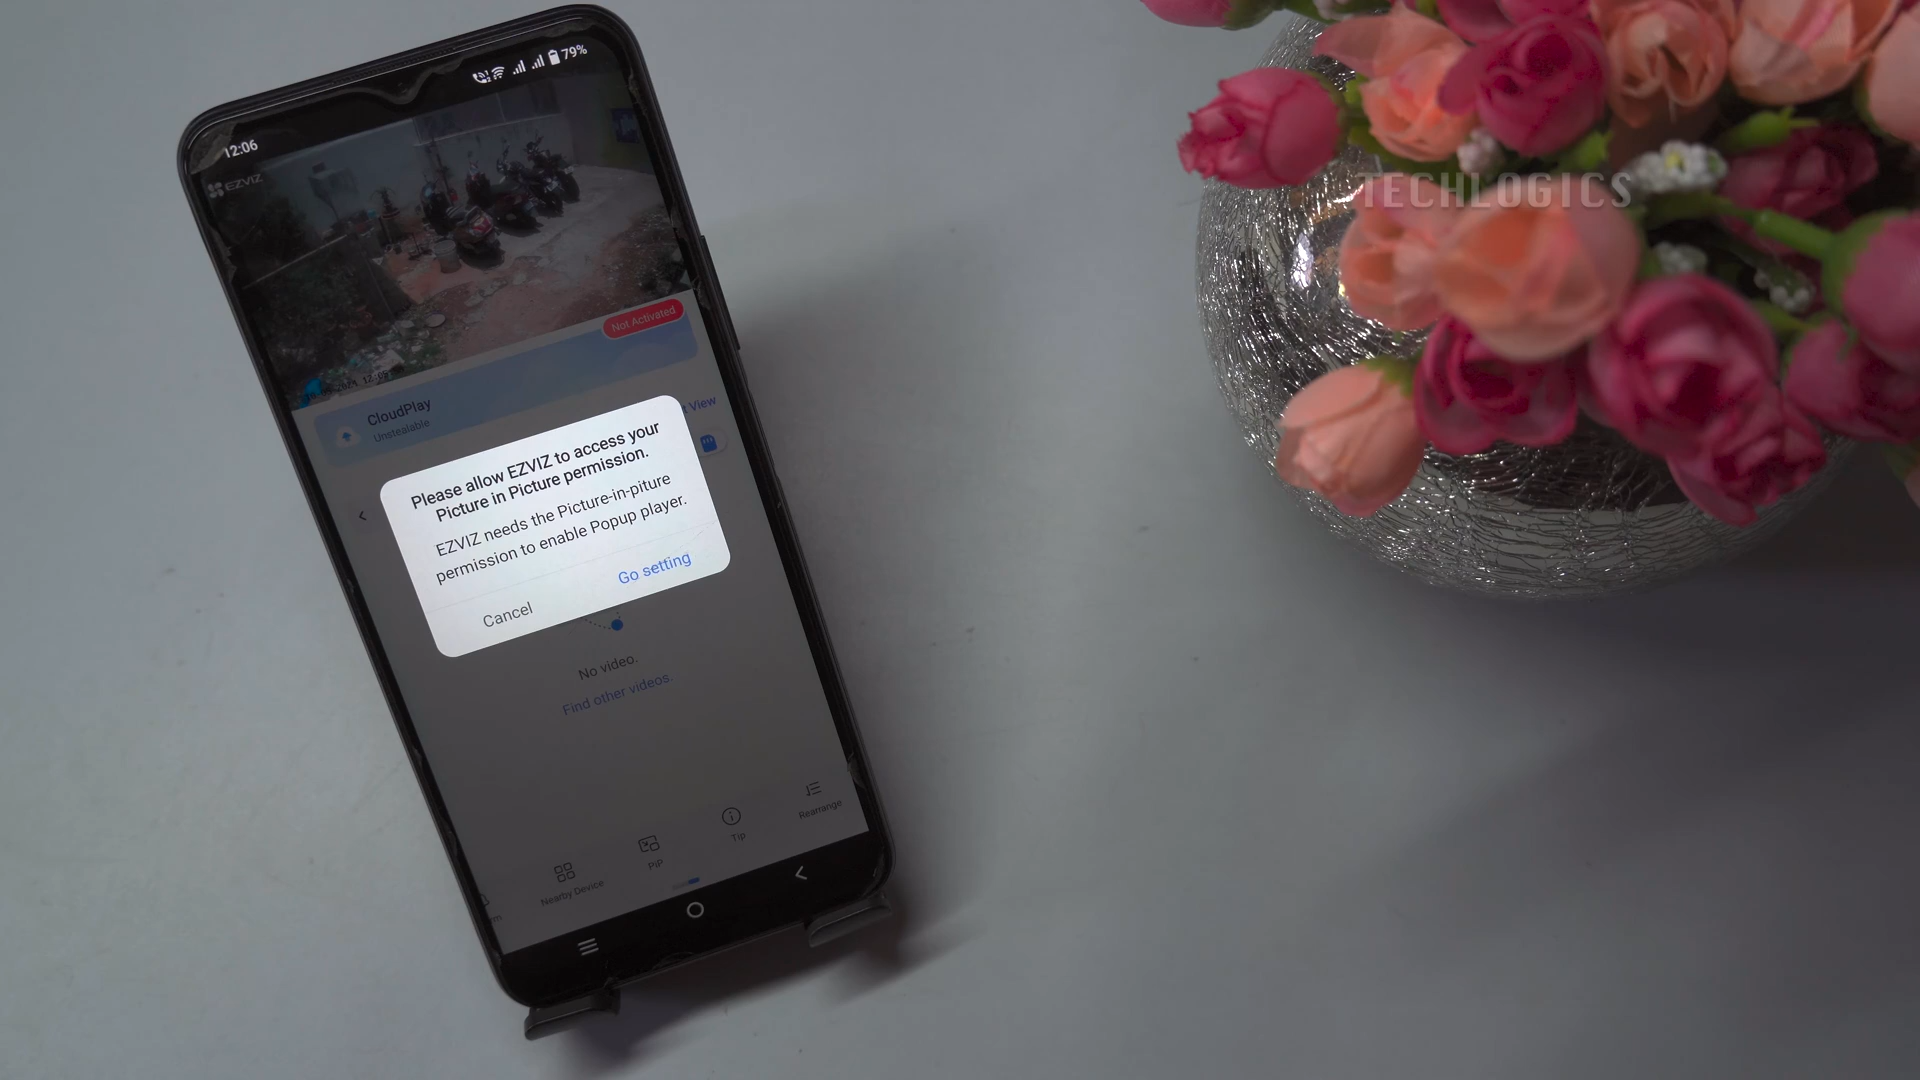 79%
12:06
EZVIZ
TECHLOGICS
Not Activated
CloudPlay
Unstealable
t View
Please allow EZVIZ to access your
Picture in Picture permission.
EZVIZ needs the Picture-in-piture
permission to enable Popup player.
Cancel
Go setting
No video.
Find other videos.
Nearby Device
PiP
Tip
Rearrange